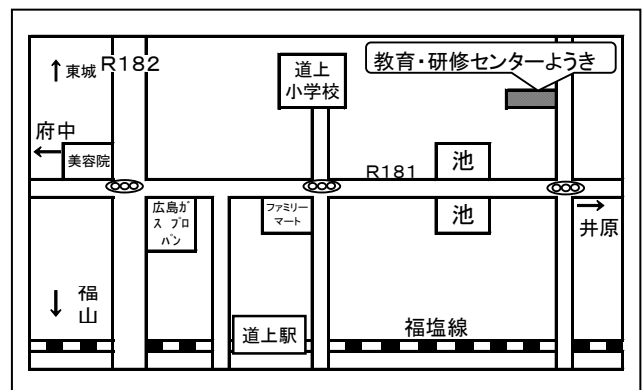 東城
R182
道上
小学校
教育・研修センターようき
府中
美容院
R181
池
広島ガ
ス プロ
パン
ファミリー
マート
池
井原
福
山
道上駅
福塩線